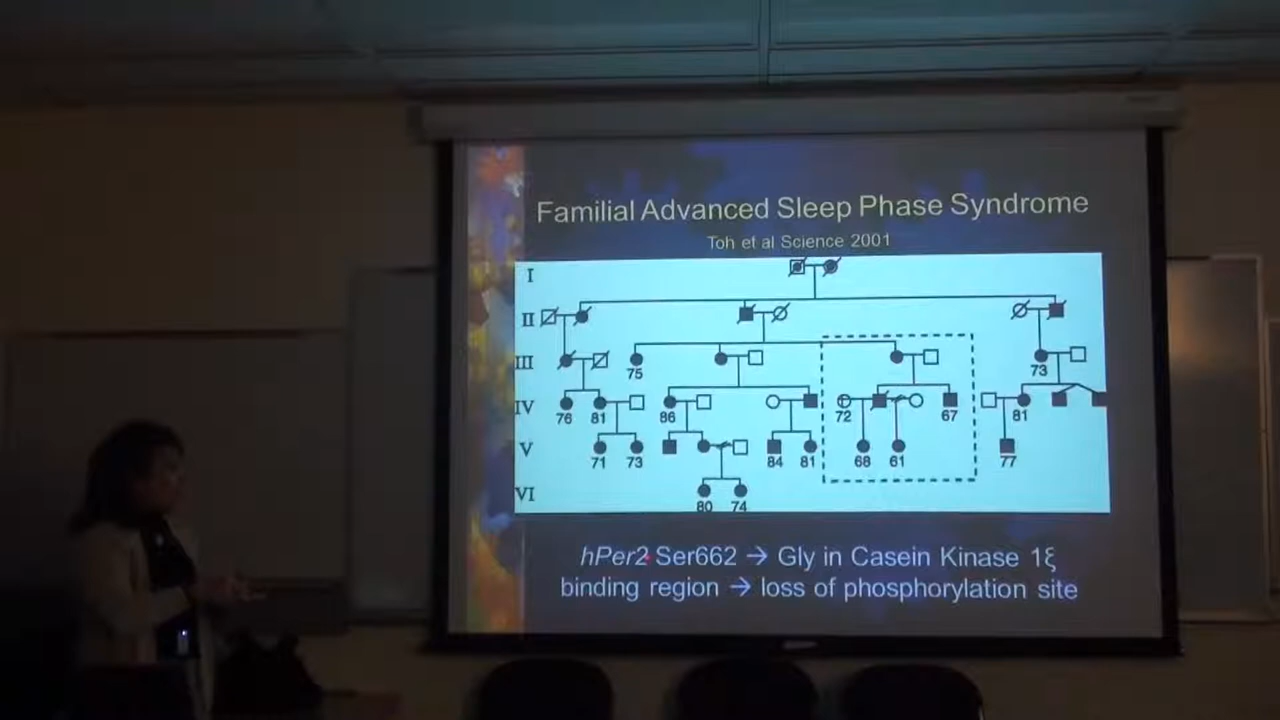 Familial Advanced Sleep Phase Syndrome
Toh et al Science 2001
I
II
III
75
73
IV
76 81 86 72 67 81
V
71 73 84 81 68 61 77
VI
80 74
hPer2 Ser662 → Gly in Casein Kinase 1ξ
binding region → loss of phosphorylation site